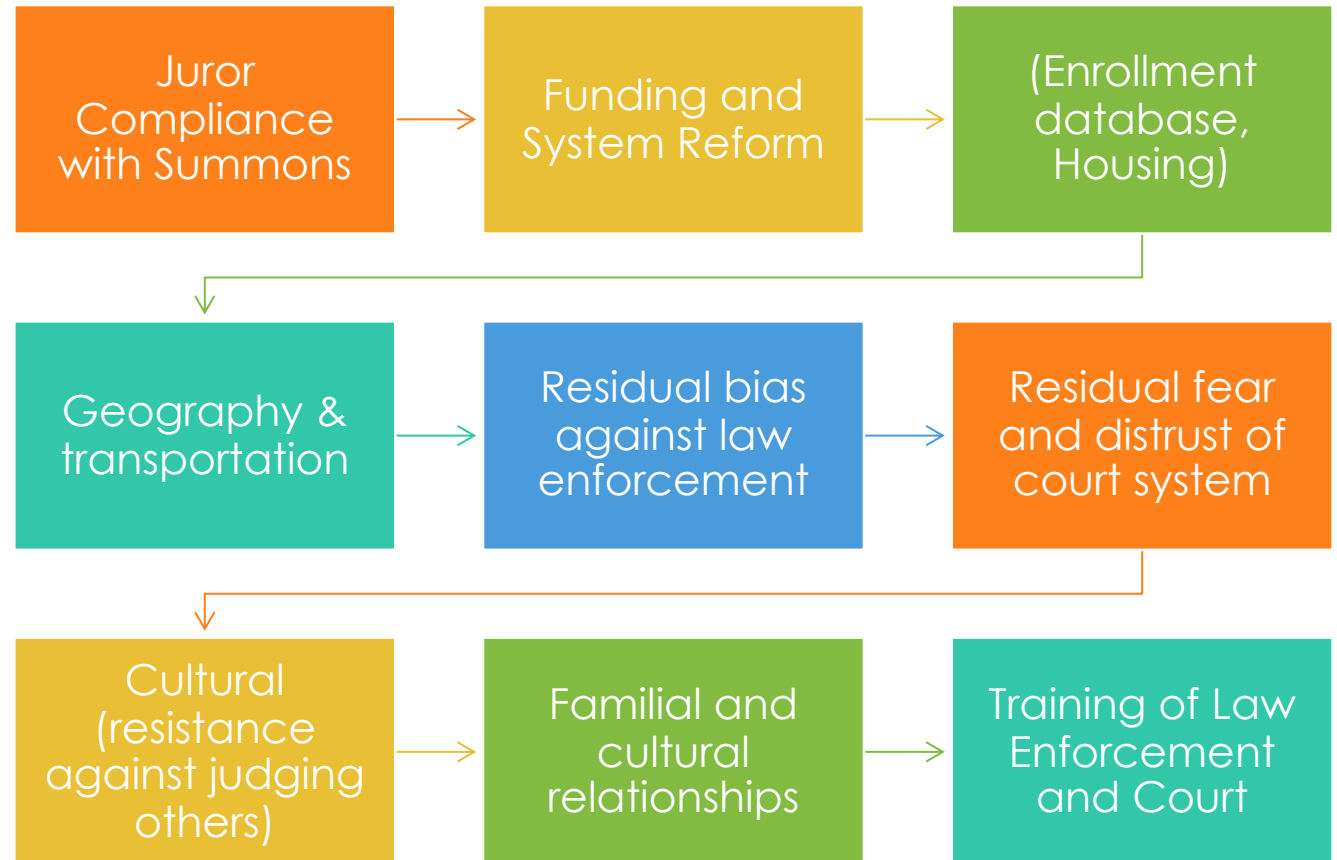 Juror
Compliance
with Summons
Funding and
System Reform
(Enrollment
database,
Housing)
Geography &
transportation
Residual bias
against law
enforcement
Residual fear
and distrust of
court system
Cultural
(resistance
against judging
others)
Familial and
cultural
relationships
Training of Law
Enforcement
and Court